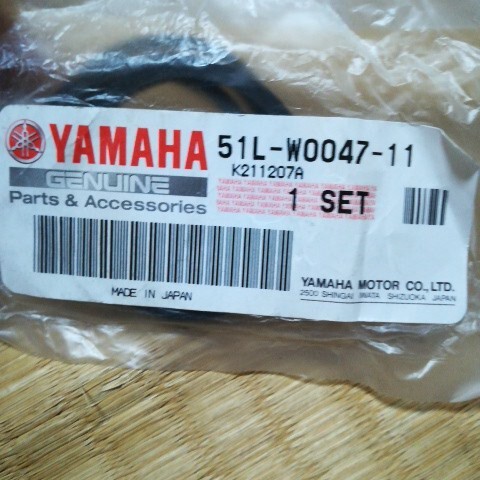 YAMAHA 51L-W0047-11
GENUINE K211207A
Parts & Accessories 1 SET
YAMAHA MOTOR CO., LTD.
2500 SHINGAI IWATA SHIZUOKA JAPAN
MADE IN JAPAN